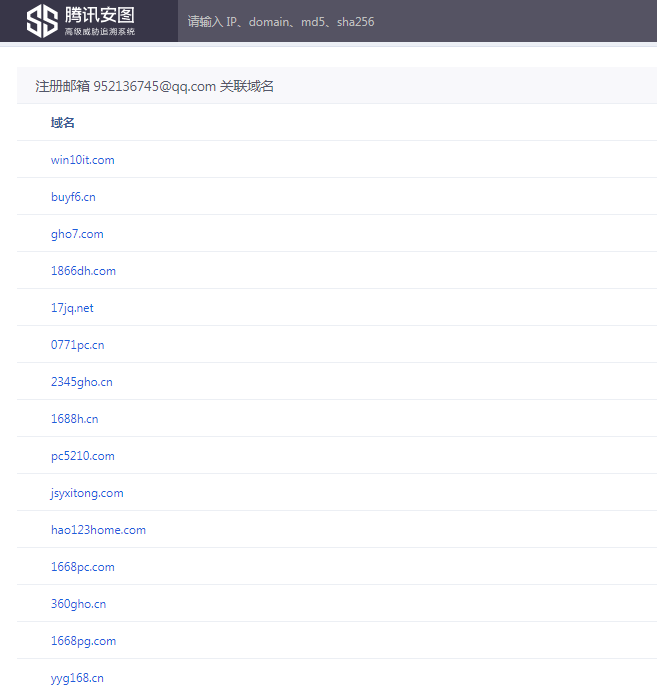 腾讯安图
高级威胁追溯系统
请输入 IP、domain、md5、sha256
注册邮箱 952136745@qq.com 关联域名
域名
win10it.com
buyf6.cn
gho7.com
1866dh.com
17jq.net
0771pc.cn
2345gho.cn
1688h.cn
pc5210.com
jsyxitong.com
hao123home.com
1668pc.com
360gho.cn
1668pg.com
yyg168.cn